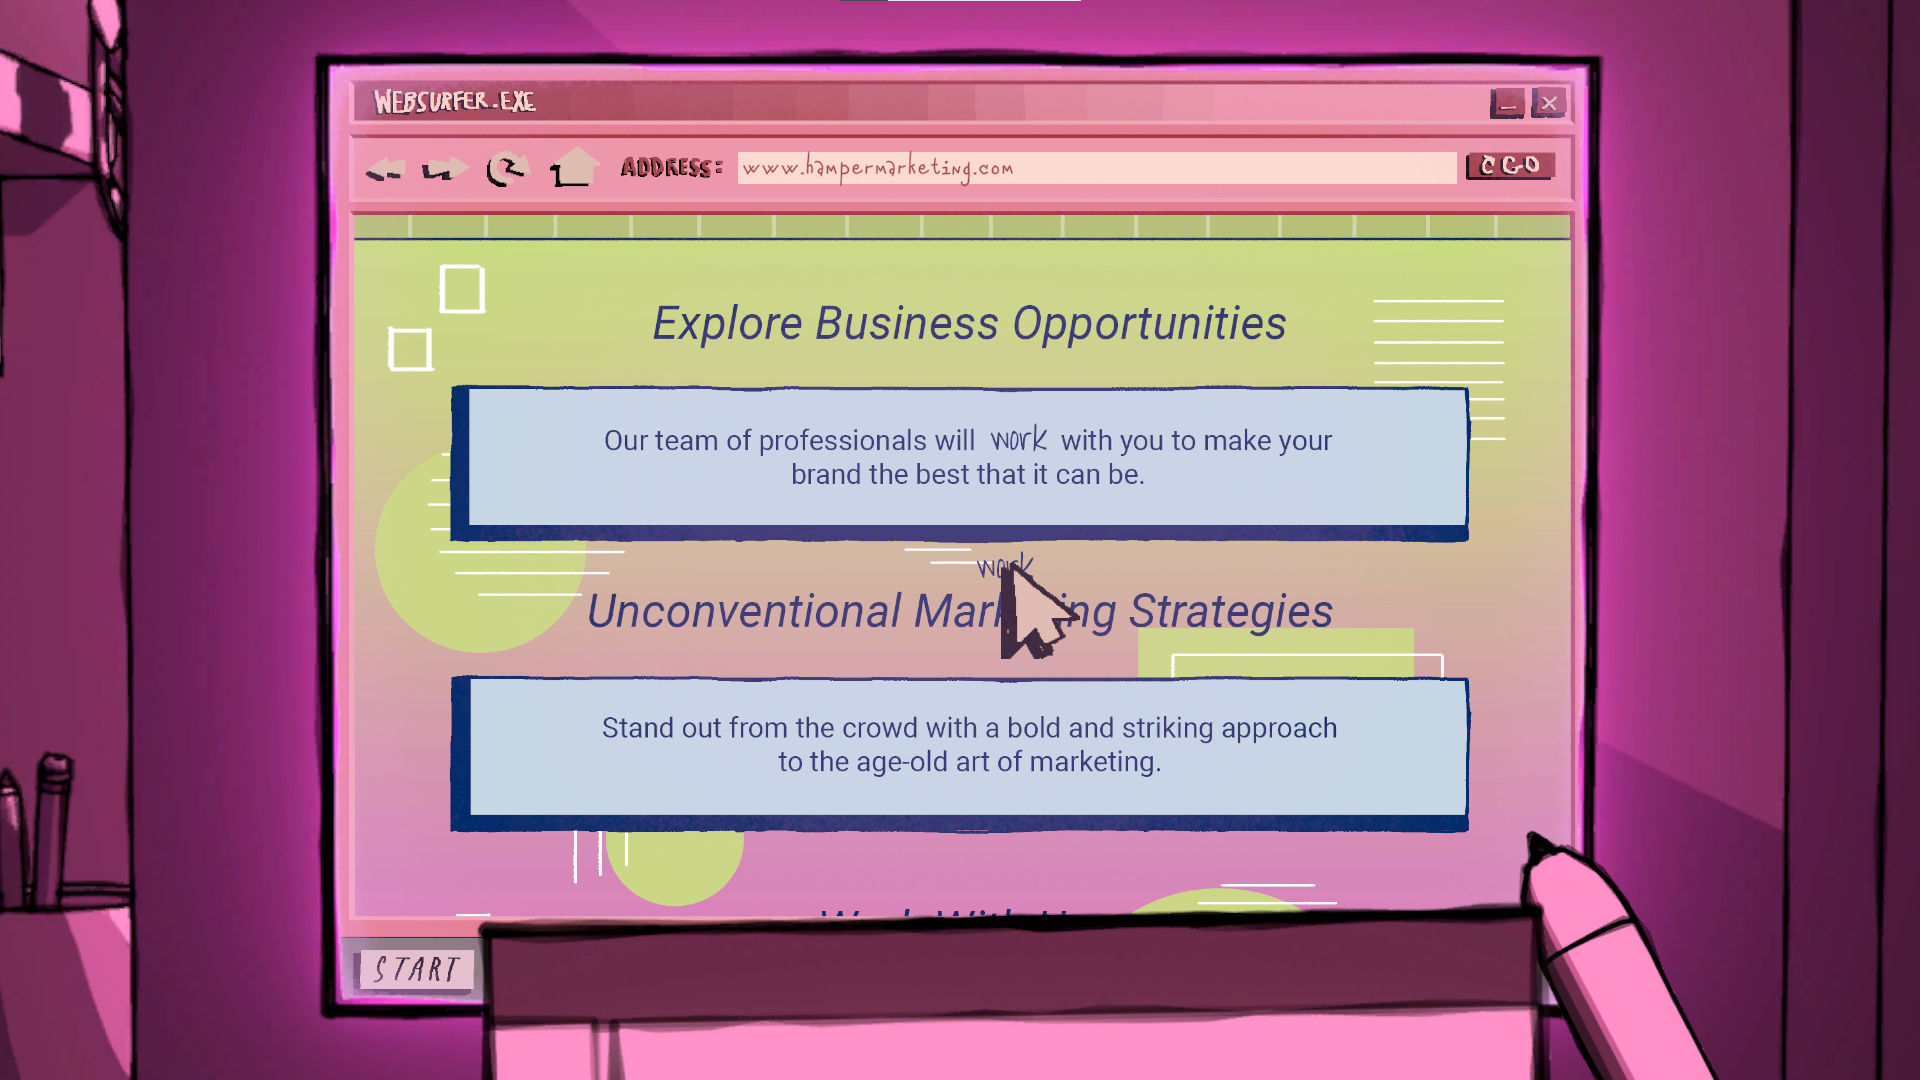 WEBSURFER.EXE
ADDRESS: www.hampermarketing.com GO
Explore Business Opportunities
Our team of professionals will work with you to make your
brand the best that it can be.
work
Unconventional Marketing Strategies
Stand out from the crowd with a bold and striking approach
to the age-old art of marketing.
START